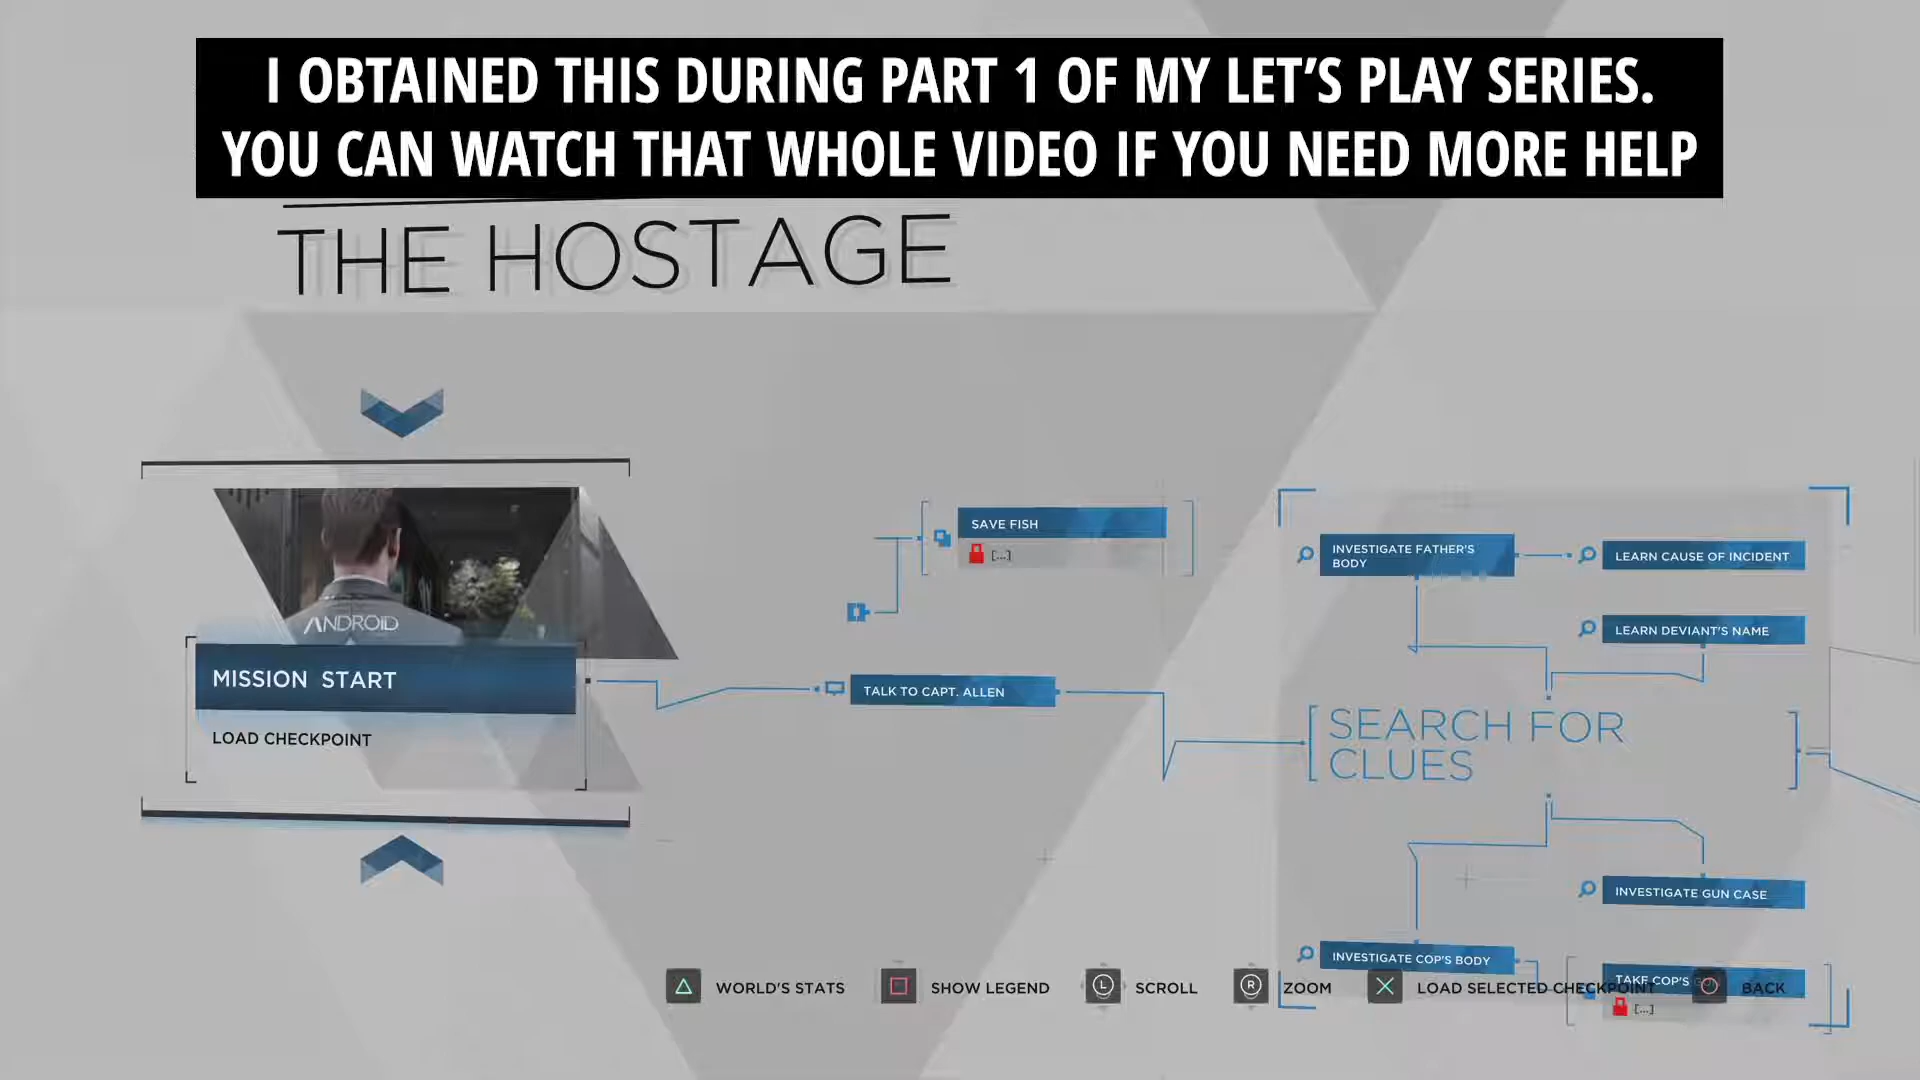 I OBTAINED THIS DURING PART 1 OF MY LET'S PLAY SERIES.
YOU CAN WATCH THAT WHOLE VIDEO IF YOU NEED MORE HELP
THE HOSTAGE
ANDROID
MISSION START
LOAD CHECKPOINT
SAVE FISH
[...]
TALK TO CAPT. ALLEN
INVESTIGATE FATHER'S
BODY
LEARN CAUSE OF INCIDENT
LEARN DEVIANT'S NAME
SEARCH FOR
CLUES
INVESTIGATE GUN CASE
INVESTIGATE COP'S BODY
TAKE COP'S
[...]
WORLD'S STATS
SHOW LEGEND
L
SCROLL
R
ZOOM
LOAD SELECTED CHECKPOINT
BACK